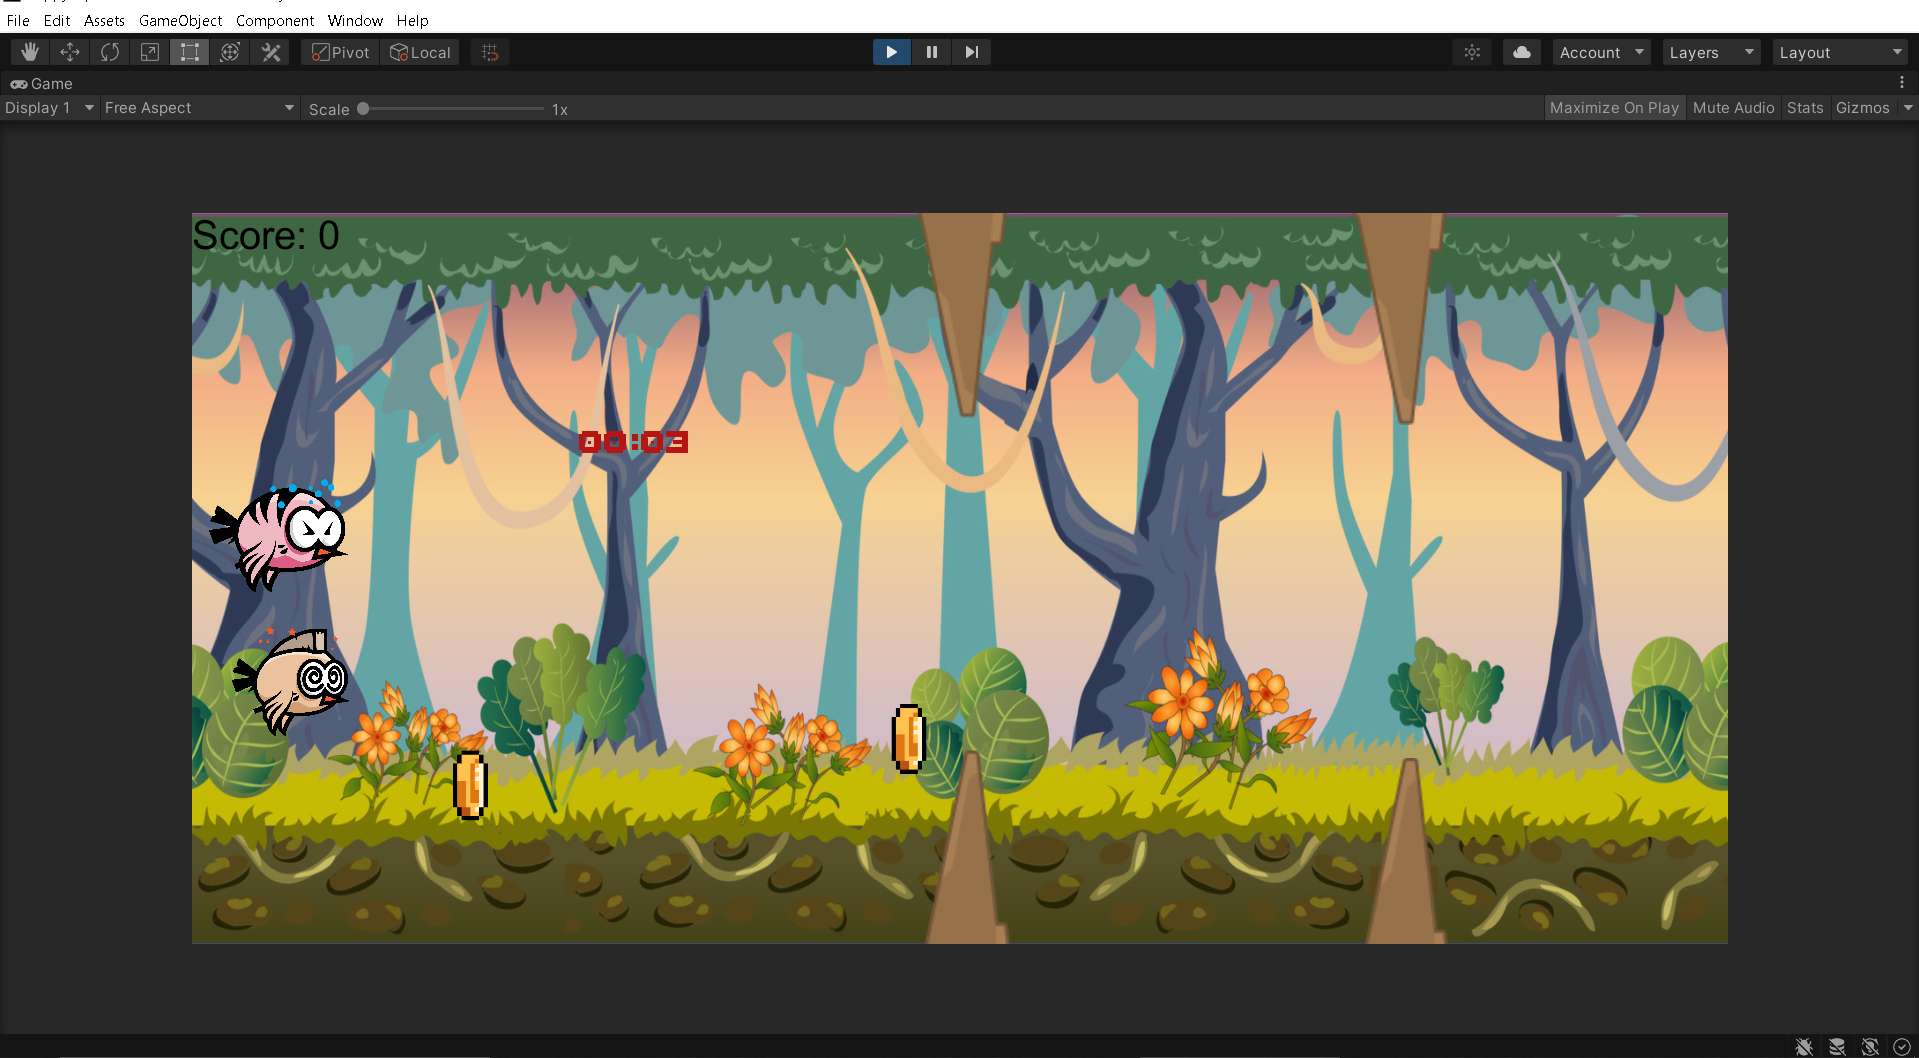 File Edit Assets GameObject Component Window Help
Pivot Local Account Layers Layout
Game
Display 1 Free Aspect Scale 1x Maximize On Play Mute Audio Stats Gizmos
Score: 0
00:03